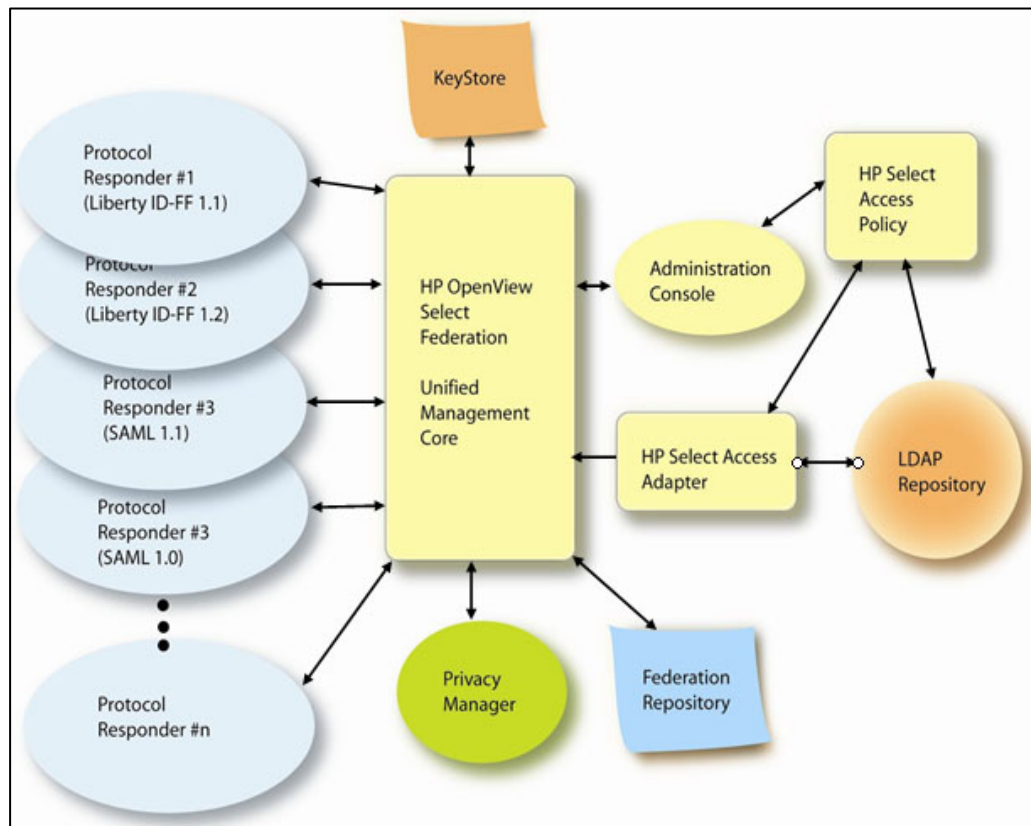 KeyStore
Protocol
Responder #1
(Liberty ID-FF 1.1)
Protocol
Responder #2
(Liberty ID-FF 1.2)
Protocol
Responder #3
(SAML 1.1)
Protocol
Responder #3
(SAML 1.0)
Protocol
Responder #n
HP OpenView
Select
Federation
Unified
Management
Core
Administration
Console
HP Select
Access
Policy
HP Select Access
Adapter
LDAP
Repository
Privacy
Manager
Federation
Repository